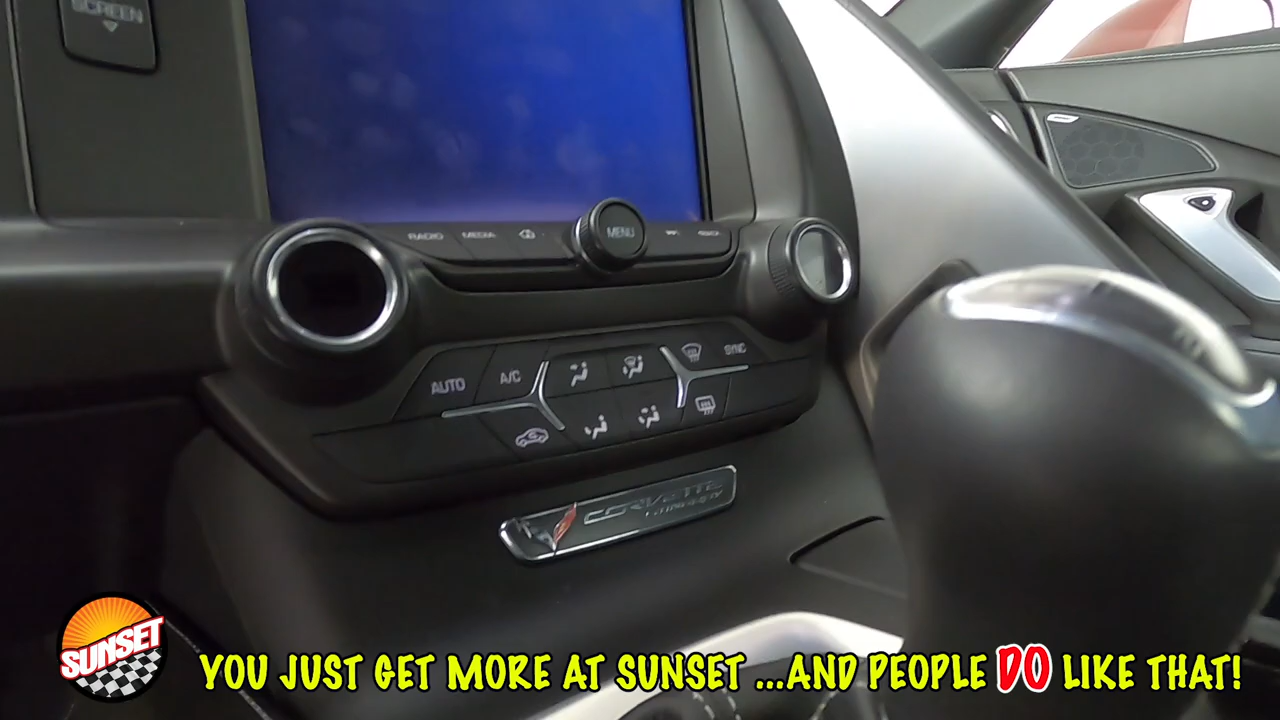 SCREEN
RADIO
MEDIA
MENU
AUTO
A/C
SYNC
CORVETTE
SUNSET
YOU JUST GET MORE AT SUNSET ...AND PEOPLE DO LIKE THAT!